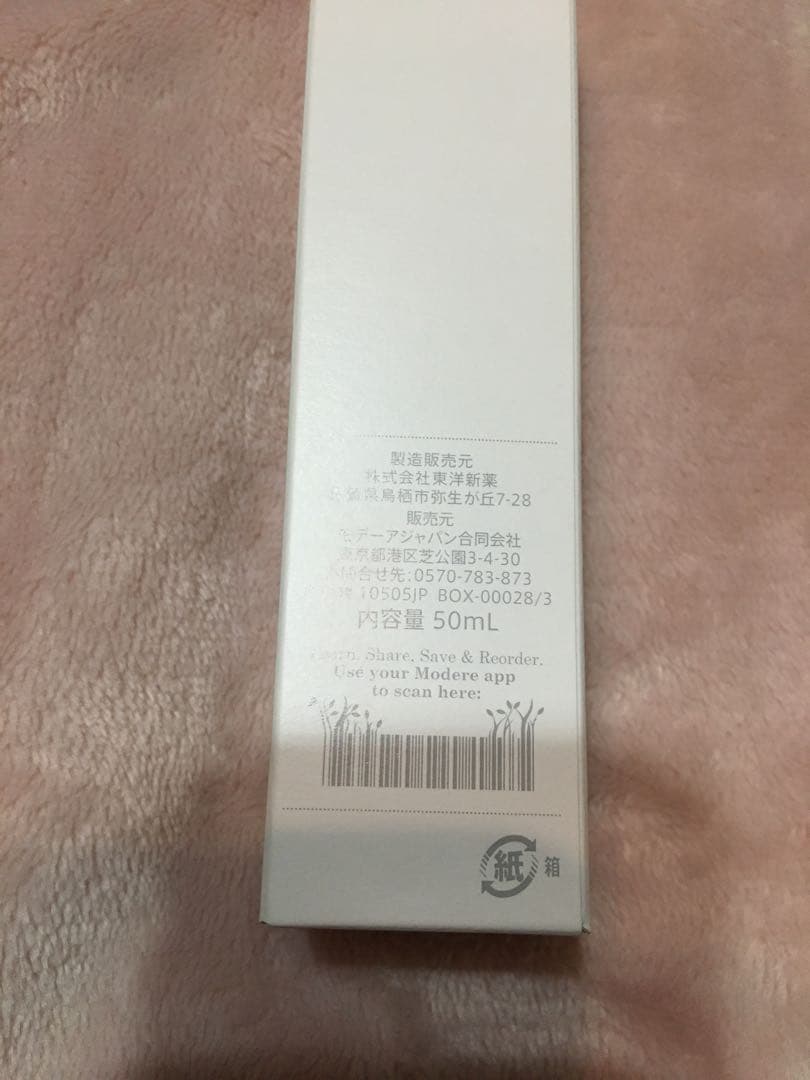 製造販売元
株式会社東洋新薬
県鳥栖市弥生が丘7-28
販売元
モデーアジャパン合同会社
東京都港区芝公園3-4-30
合せ先:0570-783-873
10505JP BOX-00028/3
内容量 50mL
Share, Save & Reorder.
Use your Modere app
to scan here:
紙 箱